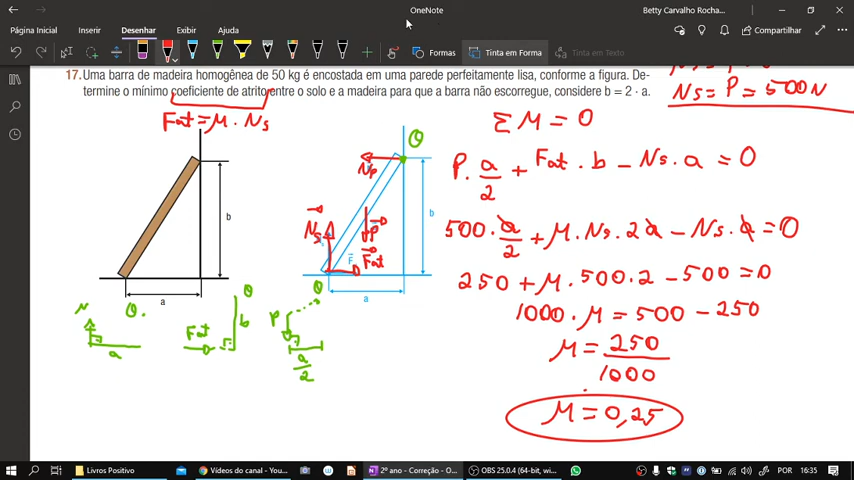 OneNote
Betty Carvalho Rocha...
Página Inicial Inserir Desenhar Exibir Ajuda
Compartilhar
Formas Tinta em Forma Tinta em Texto
17. Uma barra de madeira homogênea de 50 kg é encostada em uma parede perfeitamente lisa, conforme a figura. De-
termine o mínimo coeficiente de atrito entre o solo e a madeira para que a barra não escorregue, considere b = 2 · a.
Ns = P = 500N
Fat = μ. Ns
ΣM = 0
P. a/2 + Fat . b - Ns . a = 0
500. a/2 + μ. Ns. 2a - Ns. a = 0
250 + μ. 500. 2 - 500 = 0
1000. μ = 500 - 250
μ = 250/1000
μ = 0,25
b
a
θ
Np
Ns
P
Fat
F
b
a
θ
N
θ.
a
Fat
θ
b
P
a/2
Livros Positivo
Vídeos do canal - You...
2º ano - Correção - O...
OBS 25.0.4 (64-bit, wi...
POR 16:35